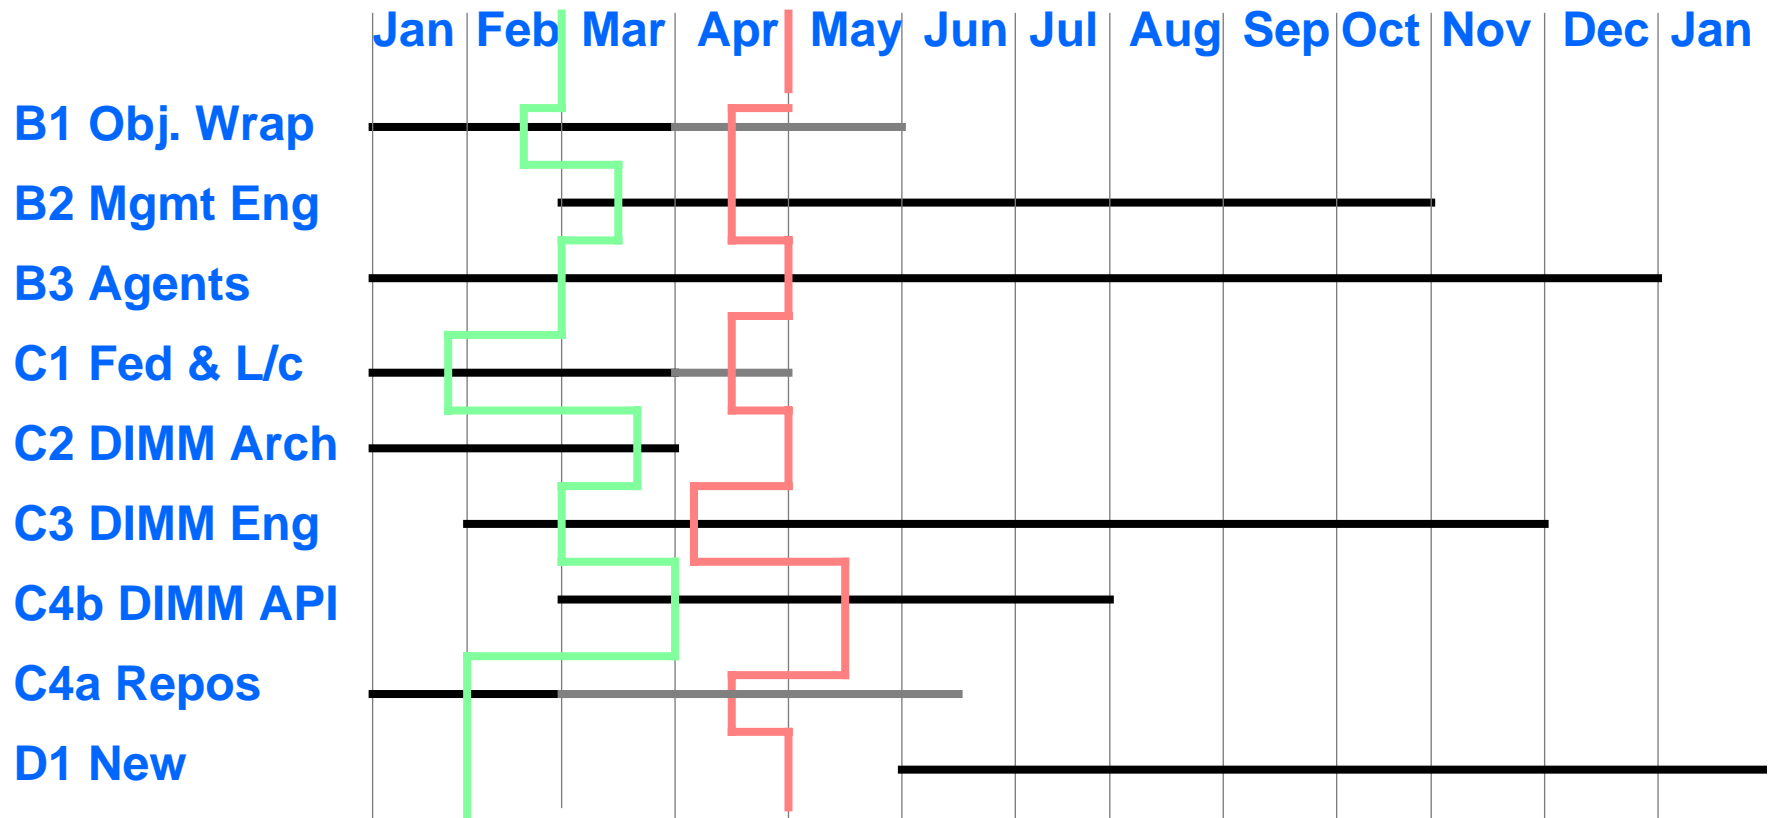 Jan Feb Mar Apr May Jun Jul Aug Sep Oct Nov Dec Jan
B1 Obj. Wrap
B2 Mgmt Eng
B3 Agents
C1 Fed & L/c
C2 DIMM Arch
C3 DIMM Eng
C4b DIMM API
C4a Repos
D1 New